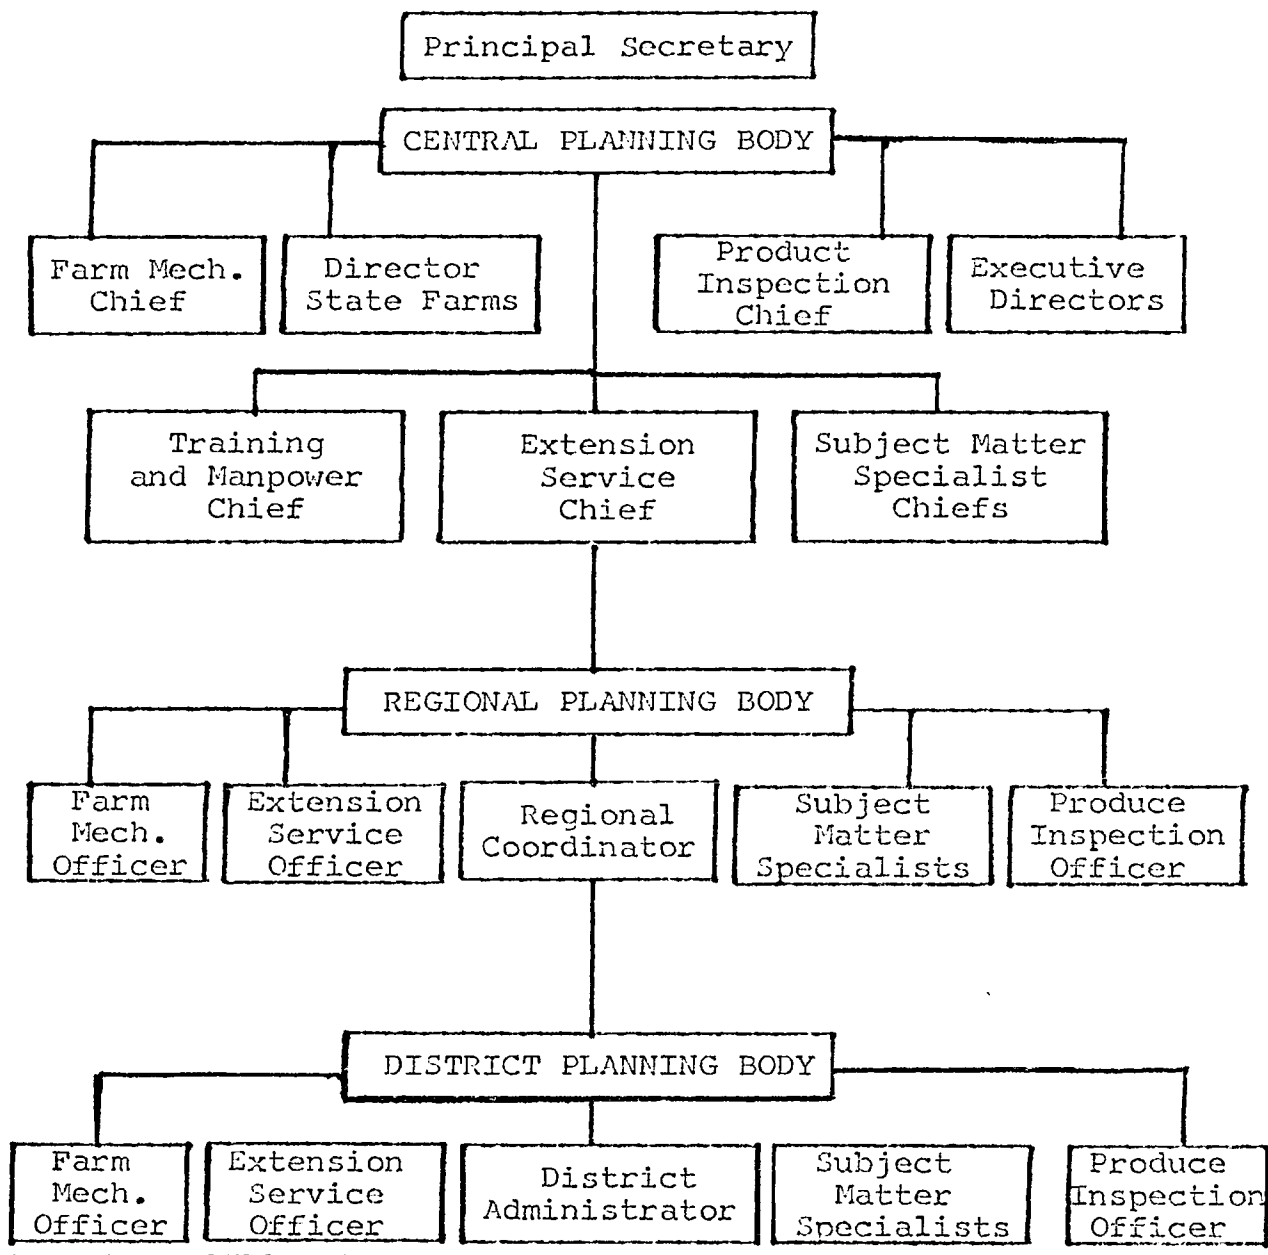 Principal Secretary
CENTRAL PLANNING BODY
Farm Mech.
Chief
Director
State Farms
Product
Inspection
Chief
Executive
Directors
Training
and Manpower
Chief
Extension
Service
Chief
Subject Matter
Specialist
Chiefs
REGIONAL PLANNING BODY
Farm
Mech.
Officer
Extension
Service
Officer
Regional
Coordinator
Subject
Matter
Specialists
Produce
Inspection
Officer
DISTRICT PLANNING BODY
Farm
Mech.
Officer
Extension
Service
Officer
District
Administrator
Subject
Matter
Specialists
Produce
Inspection
Officer